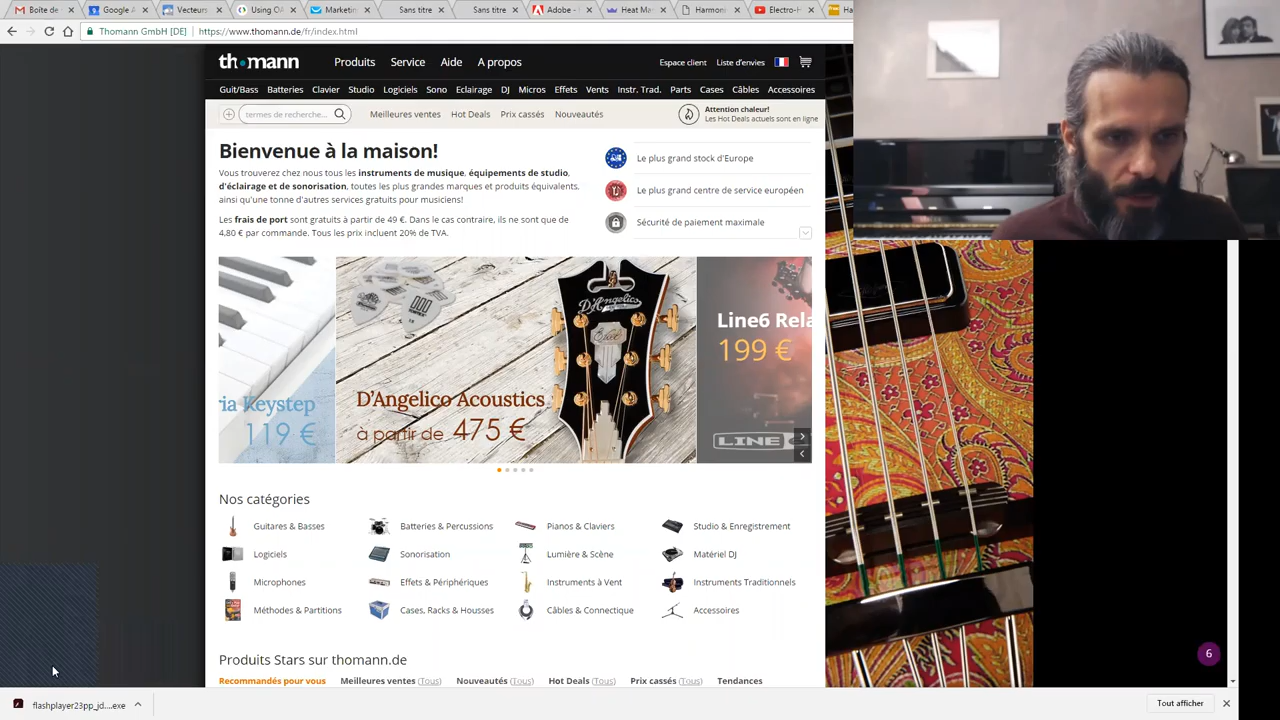 Boîte de
Google A
Vecteurs
Using Ov
Marketin
Sans titre
Sans titre
Adobe -
Heat Ma
Harmoni
Electro-H
Ha
Thomann GmbH [DE]
https://www.thomann.de/fr/index.html
th•mann
Produits
Service
Aide
A propos
Espace client
Liste d'envies
Guit/Bass
Batteries
Clavier
Studio
Logiciels
Sono
Eclairage
DJ
Micros
Effets
Vents
Instr. Trad.
Parts
Cases
Câbles
Accessoires
termes de recherche...
Meilleures ventes
Hot Deals
Prix cassés
Nouveautés
Attention chaleur!
Les Hot Deals actuels sont en ligne
Bienvenue à la maison!
Vous trouverez chez nous tous les instruments de musique, équipements de studio,
d'éclairage et de sonorisation, toutes les plus grandes marques et produits équivalents,
ainsi qu'une tonne d'autres services gratuits pour musiciens!
Les frais de port sont gratuits à partir de 49 €. Dans le cas contraire, ils ne sont que de
4,80 € par commande. Tous les prix incluent 20% de TVA.
Le plus grand stock d'Europe
Le plus grand centre de service européen
Sécurité de paiement maximale
ria Keystep
119 €
D'Angelico
Excel
D'Angelico Acoustics
à partir de 475 €
Line6 Rela
199 €
LINE
Nos catégories
Guitares & Basses
Batteries & Percussions
Pianos & Claviers
Studio & Enregistrement
Logiciels
Sonorisation
Lumière & Scène
Matériel DJ
Microphones
Effets & Périphériques
Instruments à Vent
Instruments Traditionnels
Méthodes & Partitions
Cases, Racks & Housses
Câbles & Connectique
Accessoires
Produits Stars sur thomann.de
Recommandés pour vous
Meilleures ventes (Tous)
Nouveautés (Tous)
Hot Deals (Tous)
Prix cassés (Tous)
Tendances
6
flashplayer23pp_jd....exe
Tout afficher